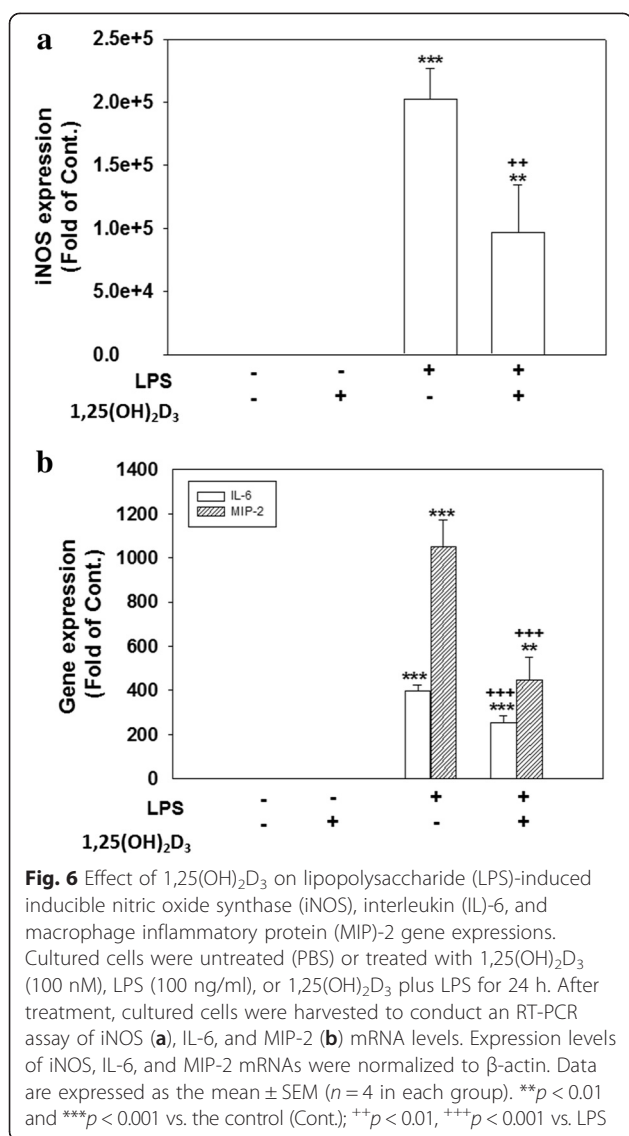 a
2.5e+5
2.0e+5
1.5e+5
1.0e+5
5.0e+4
0.0
iNOS expression
(Fold of Cont.)
***
++
**
LPS - - + +
1,25(OH)₂D₃ - + - +
b
1400
1200
1000
800
600
400
200
0
Gene expression
(Fold of Cont.)
IL-6
MIP-2
***
***
+++
***
+++
**
LPS - - + +
1,25(OH)₂D₃ - + - +
Fig. 6 Effect of 1,25(OH)₂D₃ on lipopolysaccharide (LPS)-induced
inducible nitric oxide synthase (iNOS), interleukin (IL)-6, and
macrophage inflammatory protein (MIP)-2 gene expressions.
Cultured cells were untreated (PBS) or treated with 1,25(OH)₂D₃
(100 nM), LPS (100 ng/ml), or 1,25(OH)₂D₃ plus LPS for 24 h. After
treatment, cultured cells were harvested to conduct an RT-PCR
assay of iNOS (a), IL-6, and MIP-2 (b) mRNA levels. Expression levels
of iNOS, IL-6, and MIP-2 mRNAs were normalized to β-actin. Data
are expressed as the mean ± SEM (n = 4 in each group). **p < 0.01
and ***p < 0.001 vs. the control (Cont.); ⁺⁺p < 0.01, ⁺⁺⁺p < 0.001 vs. LPS